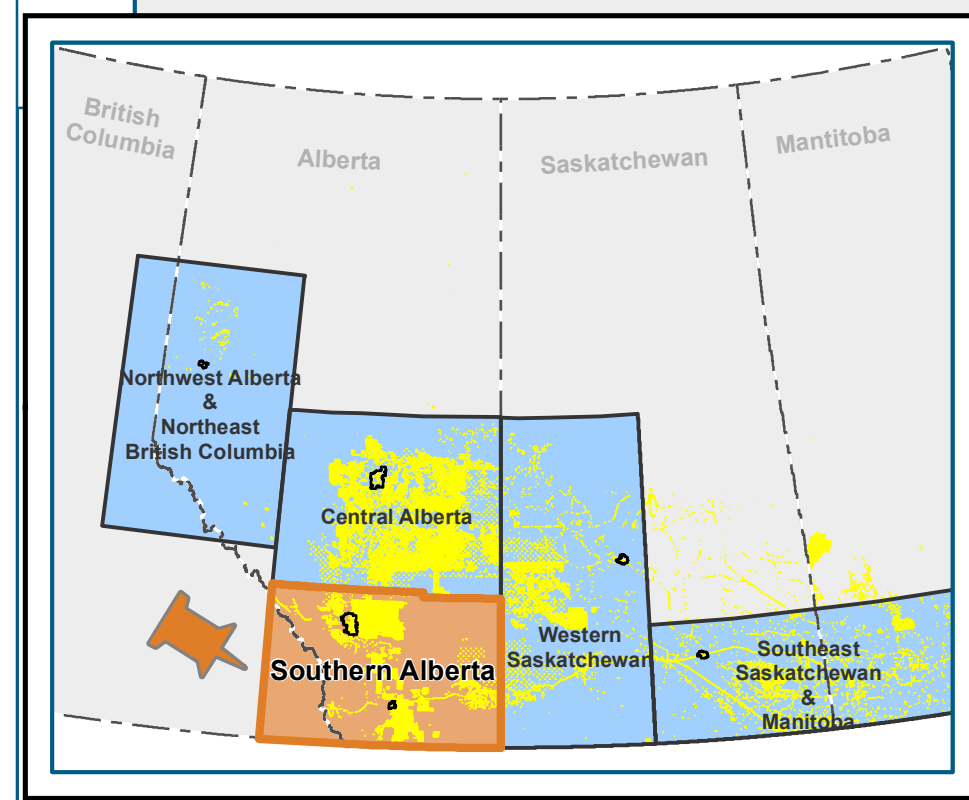 British
Columbia
Alberta
Saskatchewan
Mantitoba
Northwest Alberta
&
Northeast
British Columbia
Central Alberta
Southern Alberta
Western
Saskatchewan
Southeast
Saskatchewan
&
Manitoba